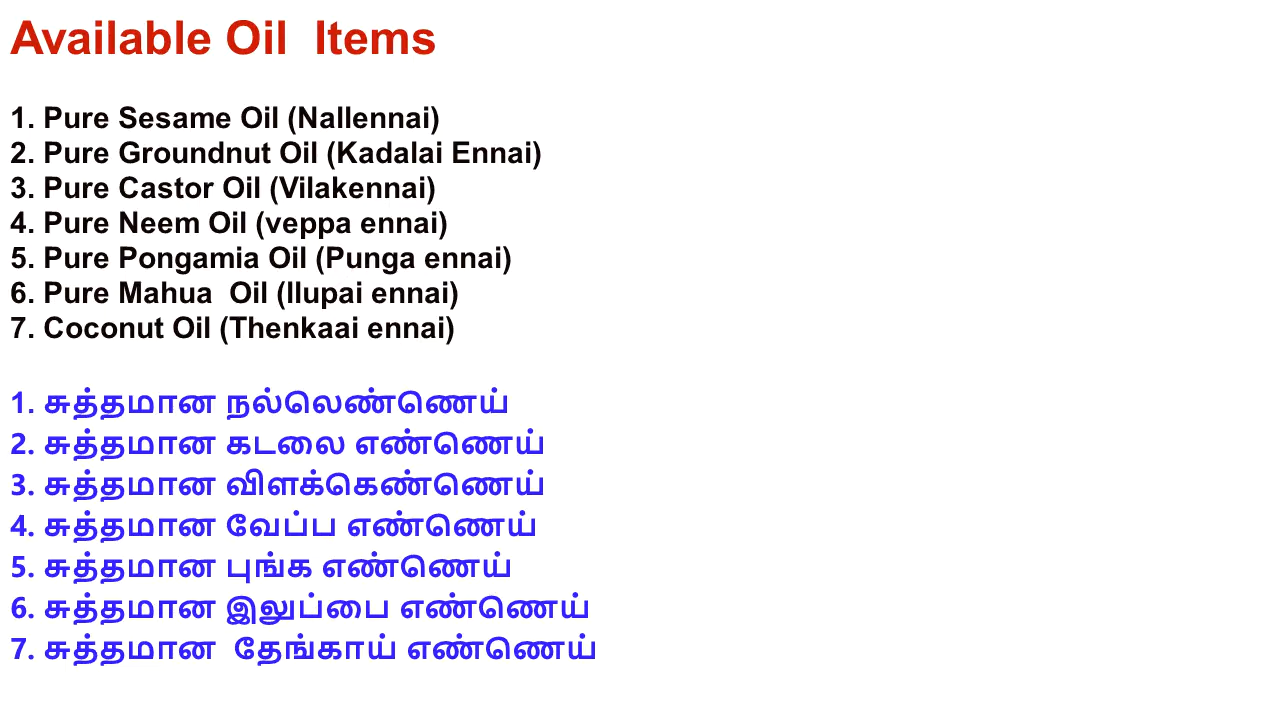 Available Oil  Items
1. Pure Sesame Oil (Nallennai)
2. Pure Groundnut Oil (Kadalai Ennai)
3. Pure Castor Oil (Vilakennai)
4. Pure Neem Oil (veppa ennai)
5. Pure Pongamia Oil (Punga ennai)
6. Pure Mahua  Oil (Ilupai ennai)
7. Coconut Oil (Thenkaai ennai)
1. சுத்தமான நல்லெண்ணெய்
2. சுத்தமான கடலை எண்ணெய்
3. சுத்தமான விளக்கெண்ணெய்
4. சுத்தமான வேப்ப எண்ணெய்
5. சுத்தமான புங்க எண்ணெய்
6. சுத்தமான இலுப்பை எண்ணெய்
7. சுத்தமான  தேங்காய் எண்ணெய்